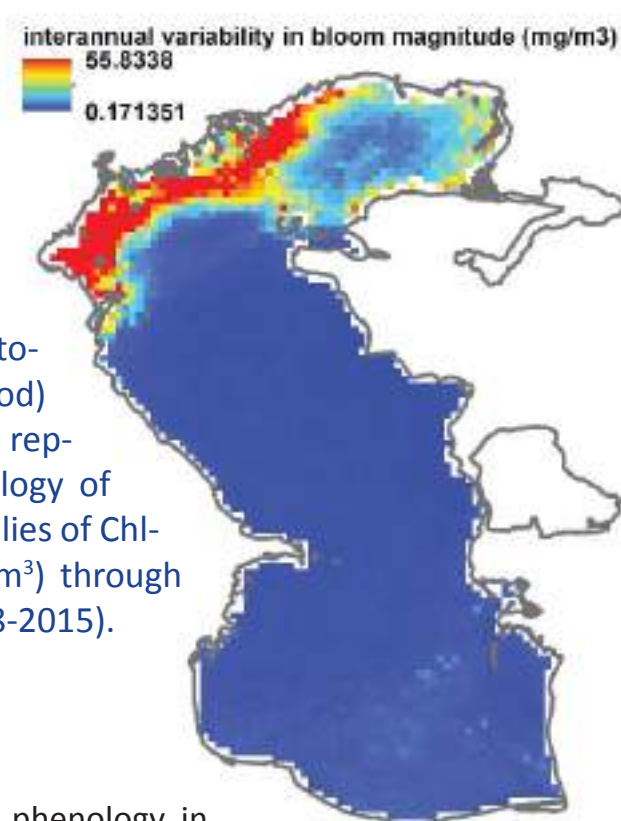 interannual variability in bloom magnitude (mg/m3)
55.8338
0.171351
to-
od)
rep-
logy of
lies of Chl-
m³) through
3-2015).
phenology in